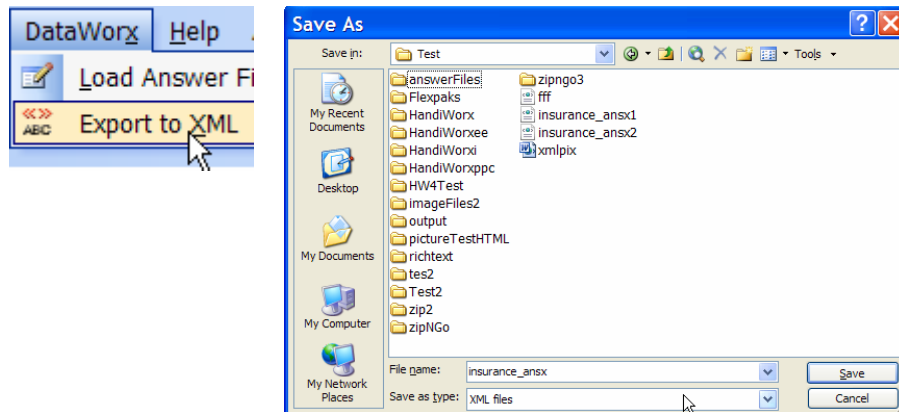 DataWorx Help
Load Answer Fi
ABC Export to XML
Save As
Save in: Test Tools
My Recent Documents
Desktop
My Documents
My Computer
My Network Places
answerFiles
Flexpaks
HandiWorx
HandiWorxee
HandiWorxi
HandiWorxppc
HW4Test
imageFiles2
output
pictureTestHTML
richtext
tes2
Test2
zip2
zipNGo
zipngo3
fff
insurance_ansx1
insurance_ansx2
xmlpix
File name: insurance_ansx Save
Save as type: XML files Cancel